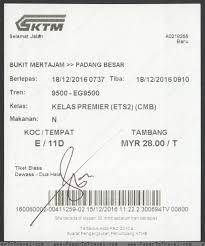 KTM
Selamat Jalan
A0218255
Baru
BUKIT MERTAJAM >> PADANG BESAR
Berlepas: 18/12/2016 0737 Tiba: 18/12/2016 0910
Tren: 9500 - EG9500
Kelas: KELAS PREMIER (ETS2) (CMB)
Makanan: N
KOC / TEMPAT TAMBANG
E / 11D MYR 28.00 / T
Tiket Biasa
Dewasa - Dua Hala